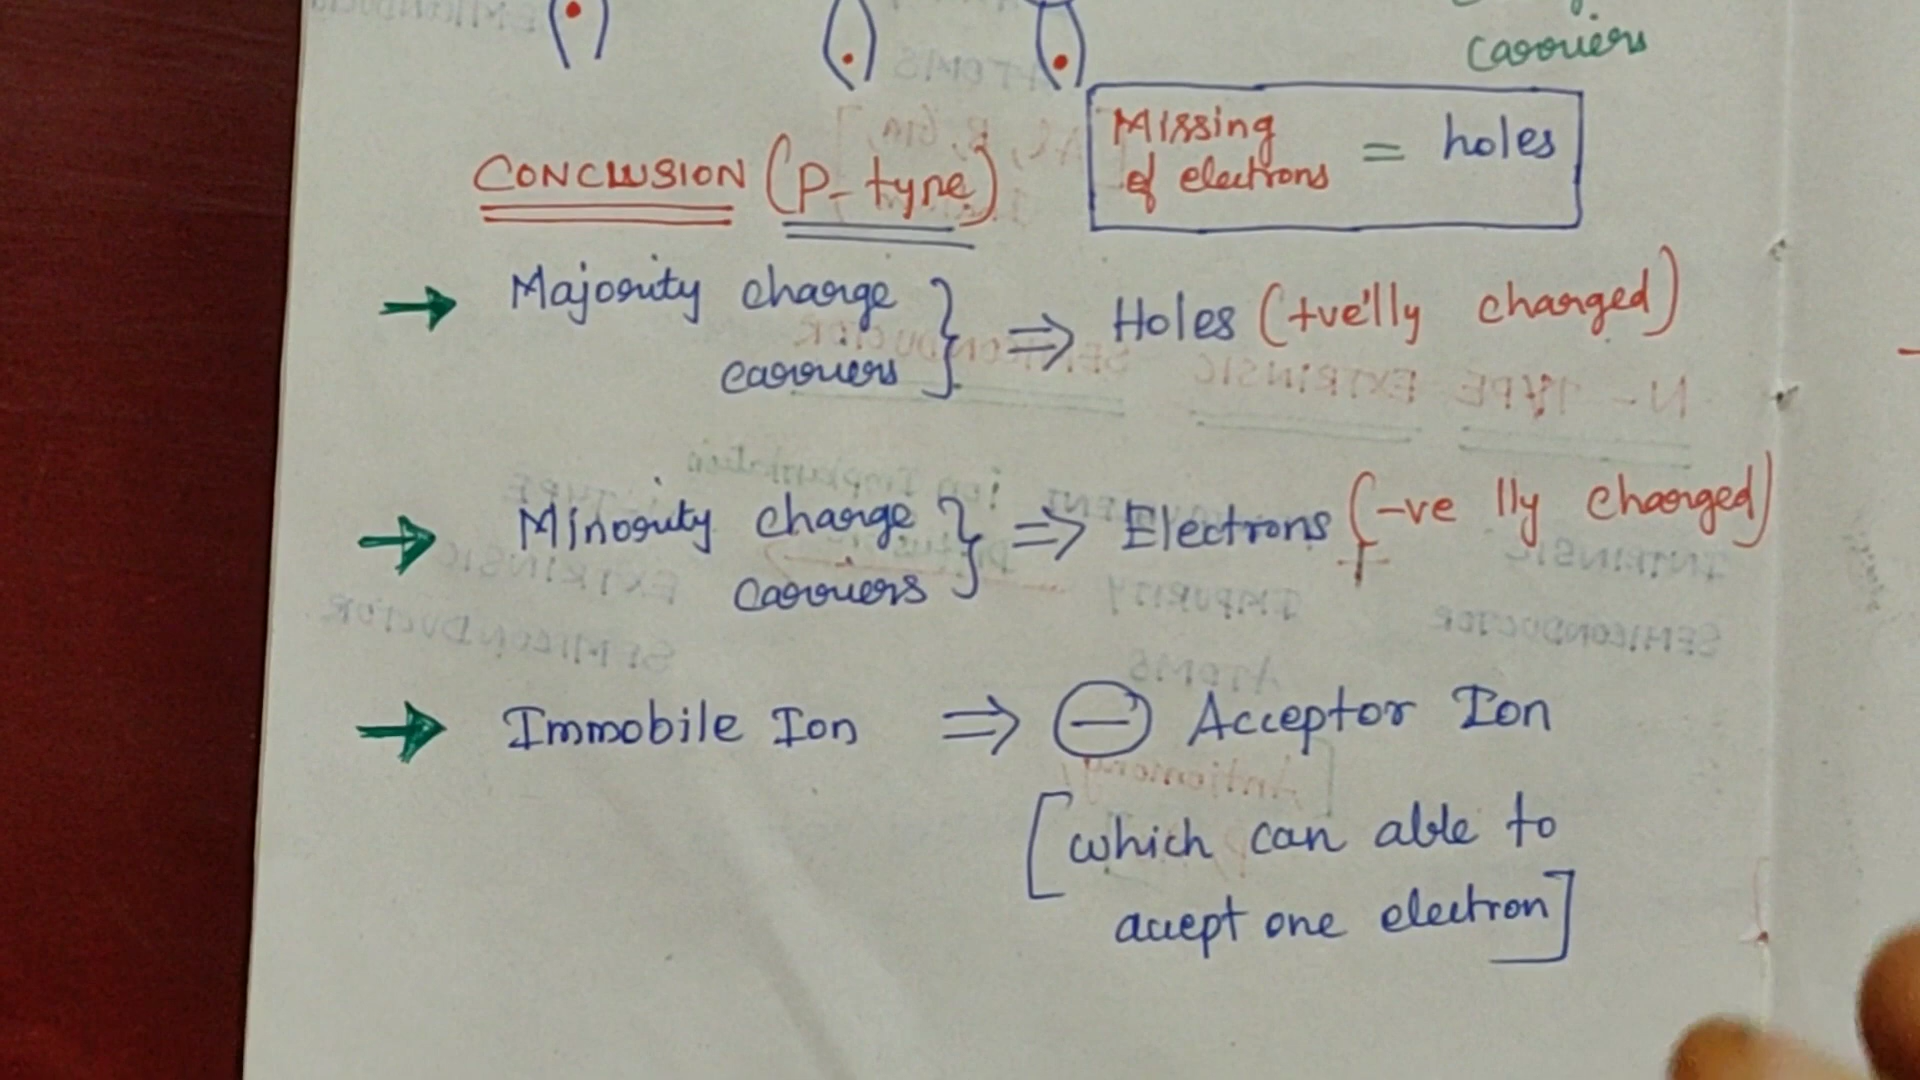 carriers
Missing
of electrons = holes
CONCLUSION (P-type)
→ Majority charge
carriers } ⇒ Holes (+ve'lly charged)
→ Minority charge
carriers } ⇒ Electrons (-ve lly charged)
→ Immobile Ion ⇒ ⊖ Acceptor Ion
[which can able to
accept one electron]